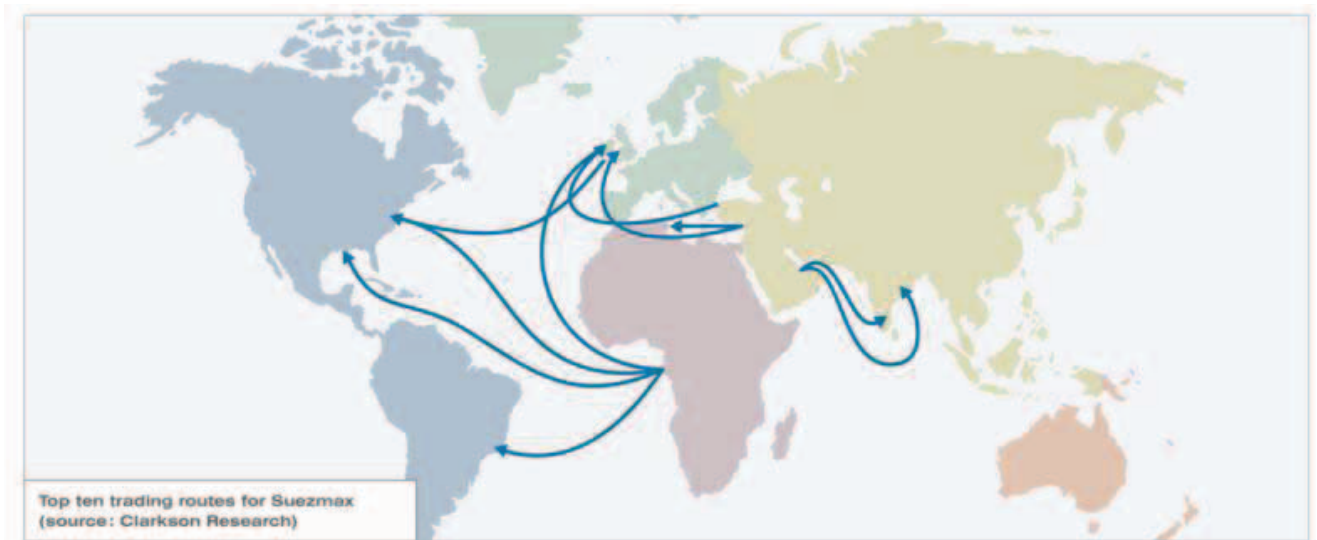 Top ten trading routes for Suezmax
(source: Clarkson Research)